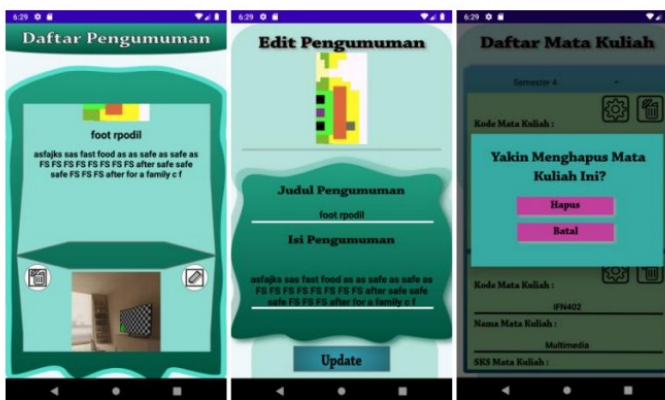 6:29
Daftar Pengumuman
foot rpodil
asfajks sas fast food as as safe as safe as
FS FS FS FS FS FS FS FS after safe safe
safe FS FS FS after for a family c f
6:29
Edit Pengumuman
Judul Pengumuman
foot rpodil
Isi Pengumuman
asfajks sas fast food as as safe as safe as
FS FS FS FS FS FS FS FS after safe safe
safe FS FS FS after for a family c f
Update
6:29
Daftar Mata Kuliah
Semester 4
Kode Mata Kuliah :
Yakin Menghapus Mata
Kuliah Ini?
Hapus
Batal
Kode Mata Kuliah :
IFN402
Nama Mata Kuliah :
Multimedia
SKS Mata Kuliah :